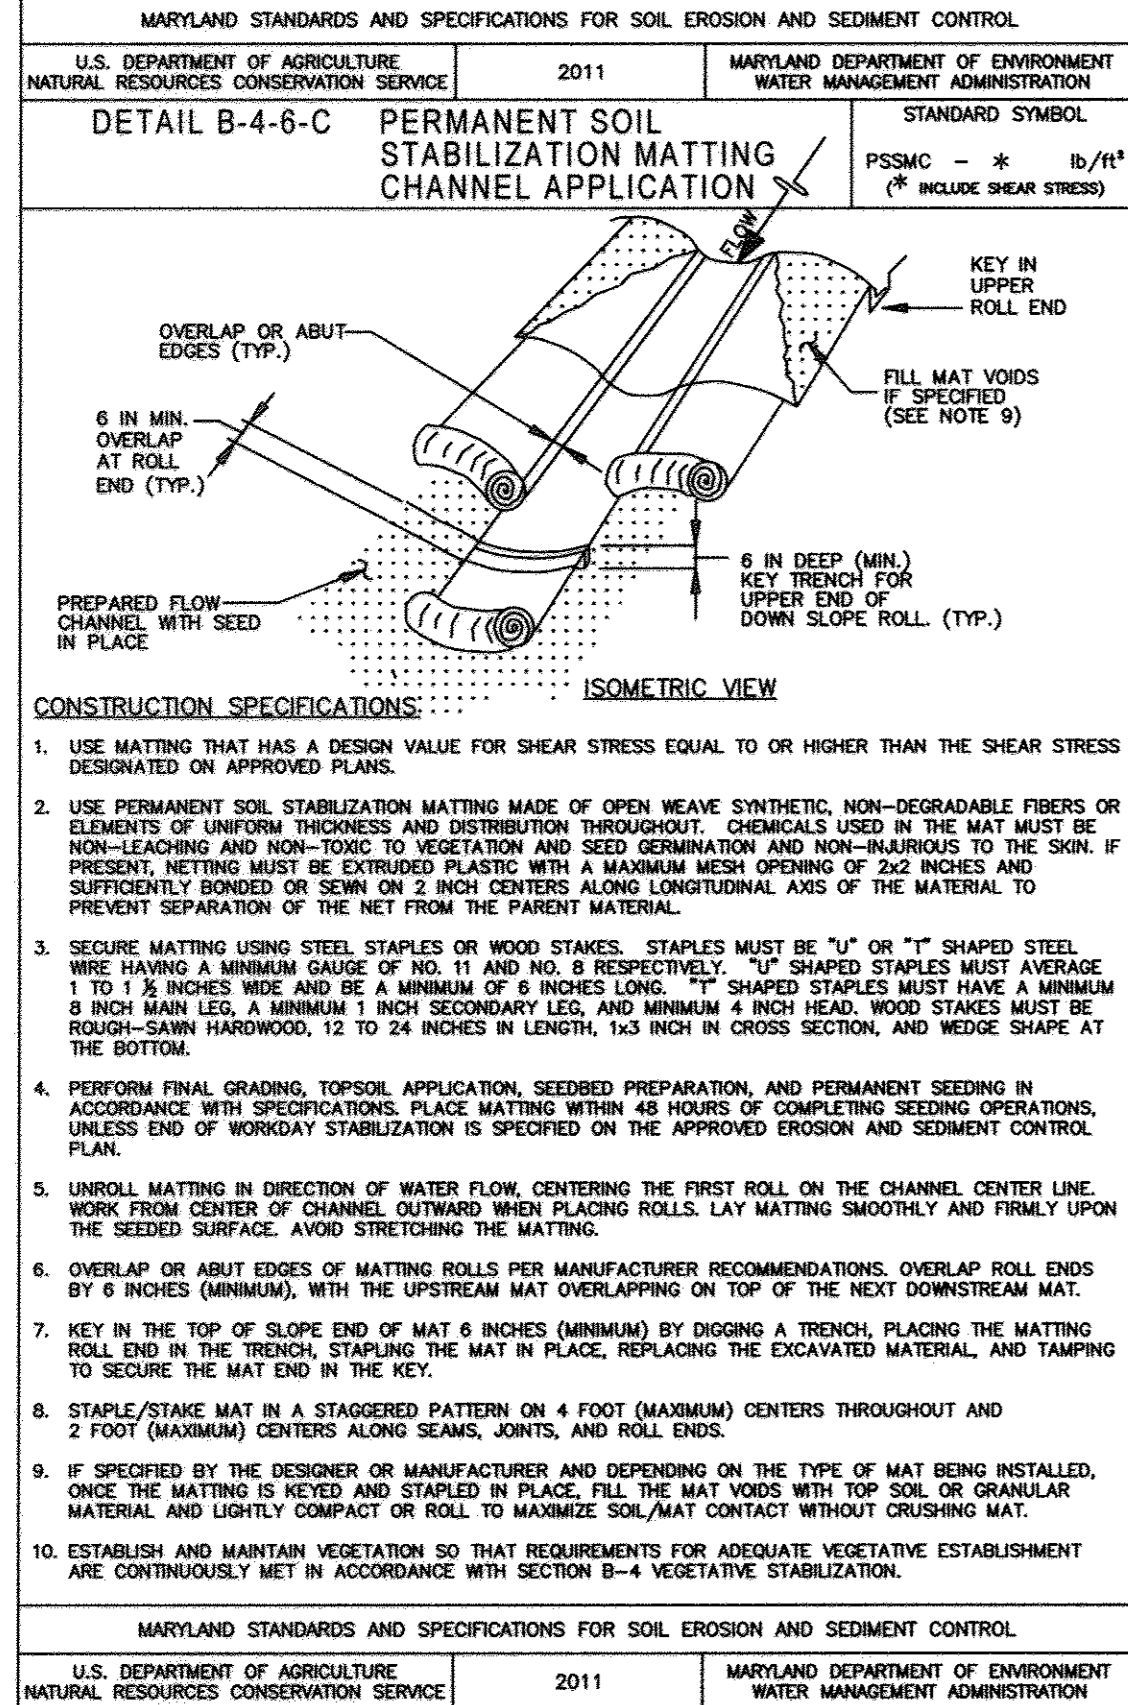 MARYLAND STANDARDS AND SPECIFICATIONS FOR SOIL EROSION AND SEDIMENT CONTROL
U.S. DEPARTMENT OF AGRICULTURE
NATURAL RESOURCES CONSERVATION SERVICE
2011
MARYLAND DEPARTMENT OF ENVIRONMENT
WATER MANAGEMENT ADMINISTRATION
DETAIL B-4-6-C PERMANENT SOIL
STABILIZATION MATTING
CHANNEL APPLICATION
STANDARD SYMBOL
PSSMC - * lb/ft²
(* INCLUDE SHEAR STRESS)
FLOW
KEY IN
UPPER
ROLL END
OVERLAP OR ABUT
EDGES (TYP.)
FILL MAT VOIDS
IF SPECIFIED
(SEE NOTE 9)
6 IN MIN.
OVERLAP
AT ROLL
END (TYP.)
6 IN DEEP (MIN.)
KEY TRENCH FOR
UPPER END OF
DOWN SLOPE ROLL. (TYP.)
PREPARED FLOW
CHANNEL WITH SEED
IN PLACE
ISOMETRIC VIEW
CONSTRUCTION SPECIFICATIONS:
1. USE MATTING THAT HAS A DESIGN VALUE FOR SHEAR STRESS EQUAL TO OR HIGHER THAN THE SHEAR STRESS
DESIGNATED ON APPROVED PLANS.
2. USE PERMANENT SOIL STABILIZATION MATTING MADE OF OPEN WEAVE SYNTHETIC, NON-DEGRADABLE FIBERS OR
ELEMENTS OF UNIFORM THICKNESS AND DISTRIBUTION THROUGHOUT. CHEMICALS USED IN THE MAT MUST BE
NON-LEACHING AND NON-TOXIC TO VEGETATION AND SEED GERMINATION AND NON-INJURIOUS TO THE SKIN. IF
PRESENT, NETTING MUST BE EXTRUDED PLASTIC WITH A MAXIMUM MESH OPENING OF 2x2 INCHES AND
SUFFICIENTLY BONDED OR SEWN ON 2 INCH CENTERS ALONG LONGITUDINAL AXIS OF THE MATERIAL TO
PREVENT SEPARATION OF THE NET FROM THE PARENT MATERIAL.
3. SECURE MATTING USING STEEL STAPLES OR WOOD STAKES. STAPLES MUST BE "U" OR "T" SHAPED STEEL
WIRE HAVING A MINIMUM GAUGE OF NO. 11 AND NO. 8 RESPECTIVELY. "U" SHAPED STAPLES MUST AVERAGE
1 TO 1 ½ INCHES WIDE AND BE A MINIMUM OF 6 INCHES LONG. "T" SHAPED STAPLES MUST HAVE A MINIMUM
8 INCH MAIN LEG, A MINIMUM 1 INCH SECONDARY LEG, AND MINIMUM 4 INCH HEAD. WOOD STAKES MUST BE
ROUGH-SAWN HARDWOOD, 12 TO 24 INCHES IN LENGTH, 1x3 INCH IN CROSS SECTION, AND WEDGE SHAPE AT
THE BOTTOM.
4. PERFORM FINAL GRADING, TOPSOIL APPLICATION, SEEDBED PREPARATION, AND PERMANENT SEEDING IN
ACCORDANCE WITH SPECIFICATIONS. PLACE MATTING WITHIN 48 HOURS OF COMPLETING SEEDING OPERATIONS,
UNLESS END OF WORKDAY STABILIZATION IS SPECIFIED ON THE APPROVED EROSION AND SEDIMENT CONTROL
PLAN.
5. UNROLL MATTING IN DIRECTION OF WATER FLOW, CENTERING THE FIRST ROLL ON THE CHANNEL CENTER LINE.
WORK FROM CENTER OF CHANNEL OUTWARD WHEN PLACING ROLLS. LAY MATTING SMOOTHLY AND FIRMLY UPON
THE SEEDED SURFACE. AVOID STRETCHING THE MATTING.
6. OVERLAP OR ABUT EDGES OF MATTING ROLLS PER MANUFACTURER RECOMMENDATIONS. OVERLAP ROLL ENDS
BY 6 INCHES (MINIMUM), WITH THE UPSTREAM MAT OVERLAPPING ON TOP OF THE NEXT DOWNSTREAM MAT.
7. KEY IN THE TOP OF SLOPE END OF MAT 6 INCHES (MINIMUM) BY DIGGING A TRENCH, PLACING THE MATTING
ROLL END IN THE TRENCH, STAPLING THE MAT IN PLACE, REPLACING THE EXCAVATED MATERIAL, AND TAMPING
TO SECURE THE MAT END IN THE KEY.
8. STAPLE/STAKE MAT IN A STAGGERED PATTERN ON 4 FOOT (MAXIMUM) CENTERS THROUGHOUT AND
2 FOOT (MAXIMUM) CENTERS ALONG SEAMS, JOINTS, AND ROLL ENDS.
9. IF SPECIFIED BY THE DESIGNER OR MANUFACTURER AND DEPENDING ON THE TYPE OF MAT BEING INSTALLED,
ONCE THE MATTING IS KEYED AND STAPLED IN PLACE, FILL THE MAT VOIDS WITH TOP SOIL OR GRANULAR
MATERIAL AND LIGHTLY COMPACT OR ROLL TO MAXIMIZE SOIL/MAT CONTACT WITHOUT CRUSHING MAT.
10. ESTABLISH AND MAINTAIN VEGETATION SO THAT REQUIREMENTS FOR ADEQUATE VEGETATIVE ESTABLISHMENT
ARE CONTINUOUSLY MET IN ACCORDANCE WITH SECTION B-4 VEGETATIVE STABILIZATION.
MARYLAND STANDARDS AND SPECIFICATIONS FOR SOIL EROSION AND SEDIMENT CONTROL
U.S. DEPARTMENT OF AGRICULTURE
NATURAL RESOURCES CONSERVATION SERVICE
2011
MARYLAND DEPARTMENT OF ENVIRONMENT
WATER MANAGEMENT ADMINISTRATION